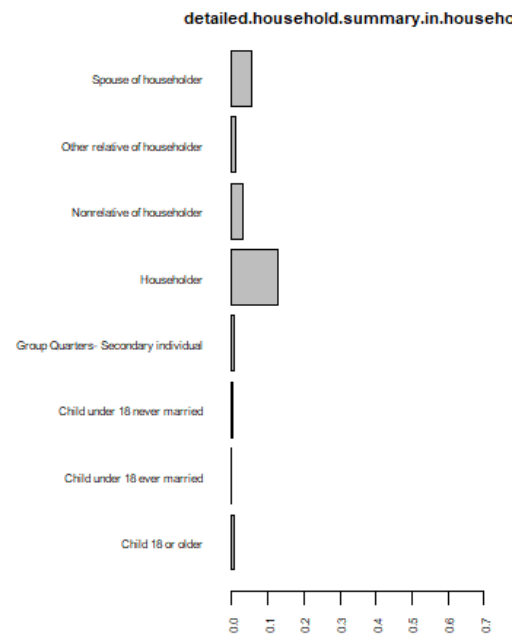 detailed.household.summary.in.househo
Spouse of householder
Other relative of householder
Nonrelative of householder
Householder
Group Quarters- Secondary individual
Child under 18 never married
Child under 18 ever married
Child 18 or older
0.0 0.1 0.2 0.3 0.4 0.5 0.6 0.7